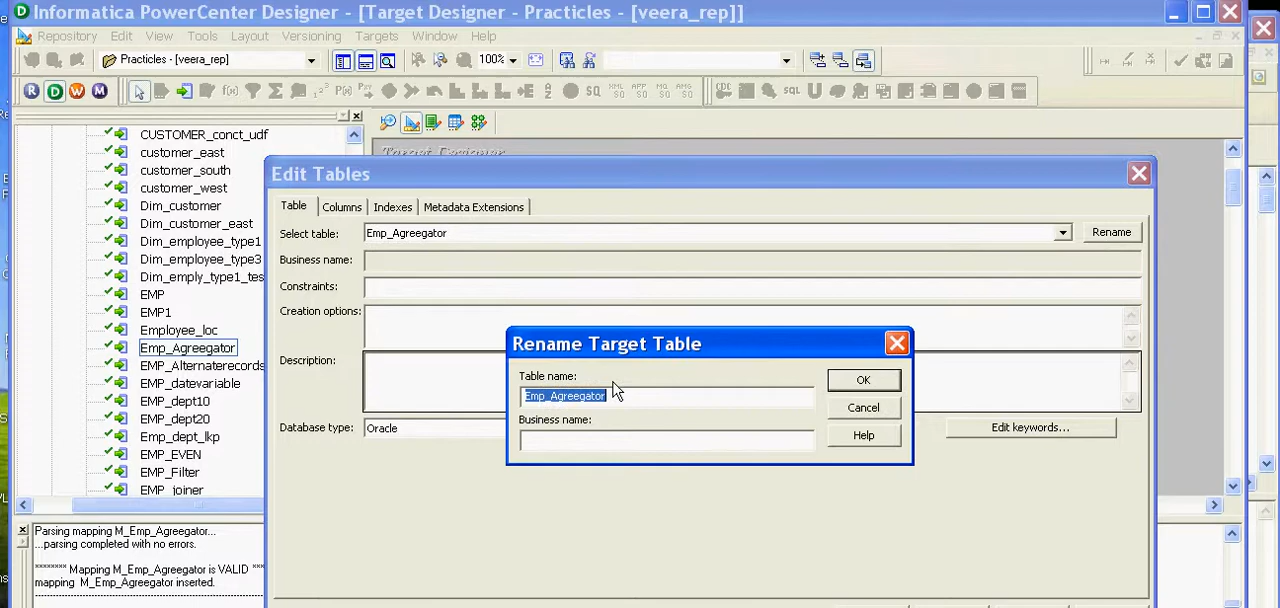 Informatica PowerCenter Designer - [Target Designer - Practicles - [veera_rep]]
Repository Edit View Tools Layout Versioning Targets Window Help
Practicles - [veera_rep] 100%
R D W M f(x) Σ P(x) SQ SQL
Target Designer
CUSTOMER_conct_udf
customer_east
customer_south
customer_west
Dim_customer
Dim_customer_east
Dim_employee_type1
Dim_employee_type3
Dim_emply_type1_tes
EMP
EMP1
Employee_loc
Emp_Agreegator
EMP_Alternaterecords
EMP_datevariable
EMP_dept10
EMP_dept20
Emp_dept_lkp
EMP_EVEN
EMP_Filter
EMP_joiner
Edit Tables
Table Columns Indexes Metadata Extensions
Select table: Emp_Agreegator Rename
Business name:
Constraints:
Creation options:
Description:
Database type: Oracle Edit keywords...
Rename Target Table
Table name:
Emp_Agreegator
Business name:
OK
Cancel
Help
Parsing mapping M_Emp_Agreegator...
...parsing completed with no errors.
******** Mapping M_Emp_Agreegator is VALID **
mapping M_Emp_Agreegator inserted.